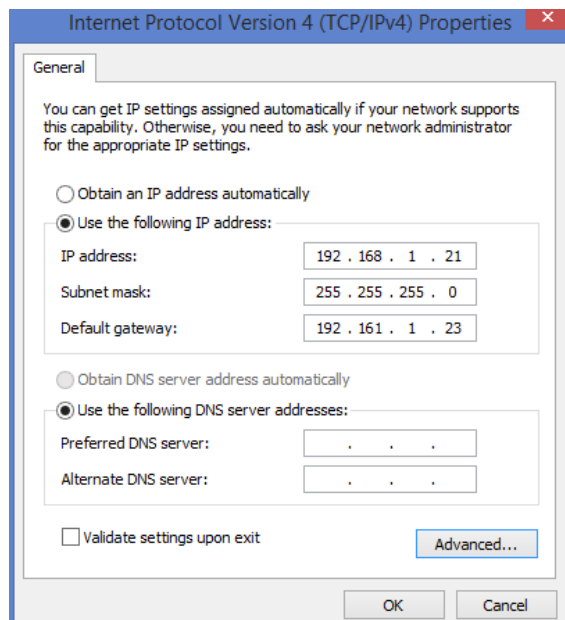 Internet Protocol Version 4 (TCP/IPv4) Properties
General
You can get IP settings assigned automatically if your network supports
this capability. Otherwise, you need to ask your network administrator
for the appropriate IP settings.
Obtain an IP address automatically
Use the following IP address:
IP address: 192 . 168 . 1 . 21
Subnet mask: 255 . 255 . 255 . 0
Default gateway: 192 . 161 . 1 . 23
Obtain DNS server address automatically
Use the following DNS server addresses:
Preferred DNS server: . . .
Alternate DNS server: . . .
Validate settings upon exit
Advanced...
OK Cancel